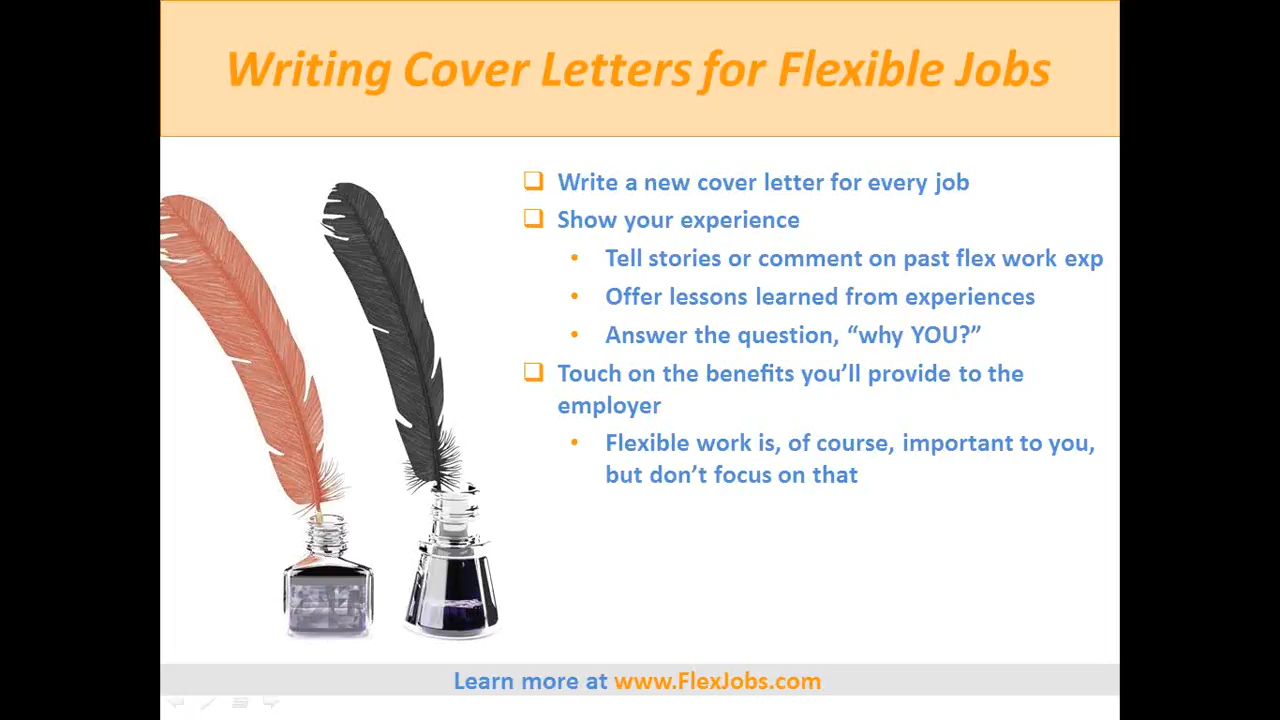 Writing Cover Letters for Flexible Jobs
Write a new cover letter for every job
Show your experience
Tell stories or comment on past flex work exp
Offer lessons learned from experiences
Answer the question, “why YOU?”
Touch on the benefits you’ll provide to the
employer
Flexible work is, of course, important to you,
but don’t focus on that
Learn more at www.FlexJobs.com